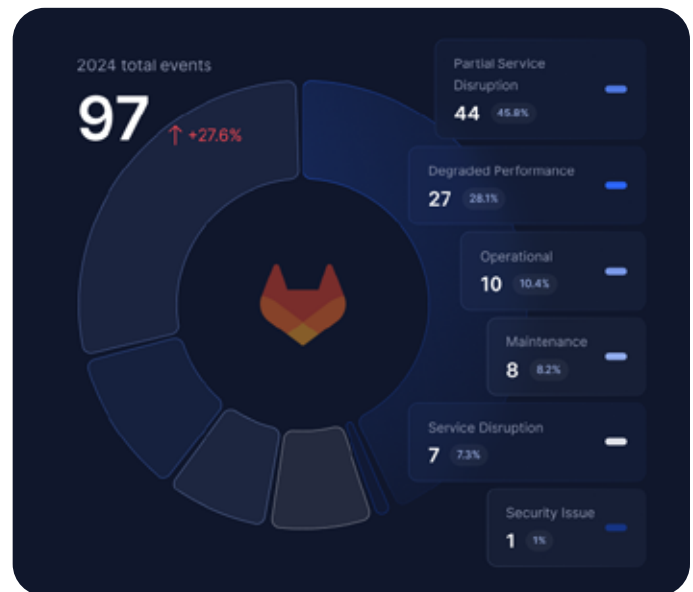 2024 total events
97 ↑ +27.6%
Partial Service
Disruption
44 45.8%
Degraded Performance
27 28.1%
Operational
10 10.4%
Maintenance
8 8.2%
Service Disruption
7 7.3%
Security Issue
1 1%